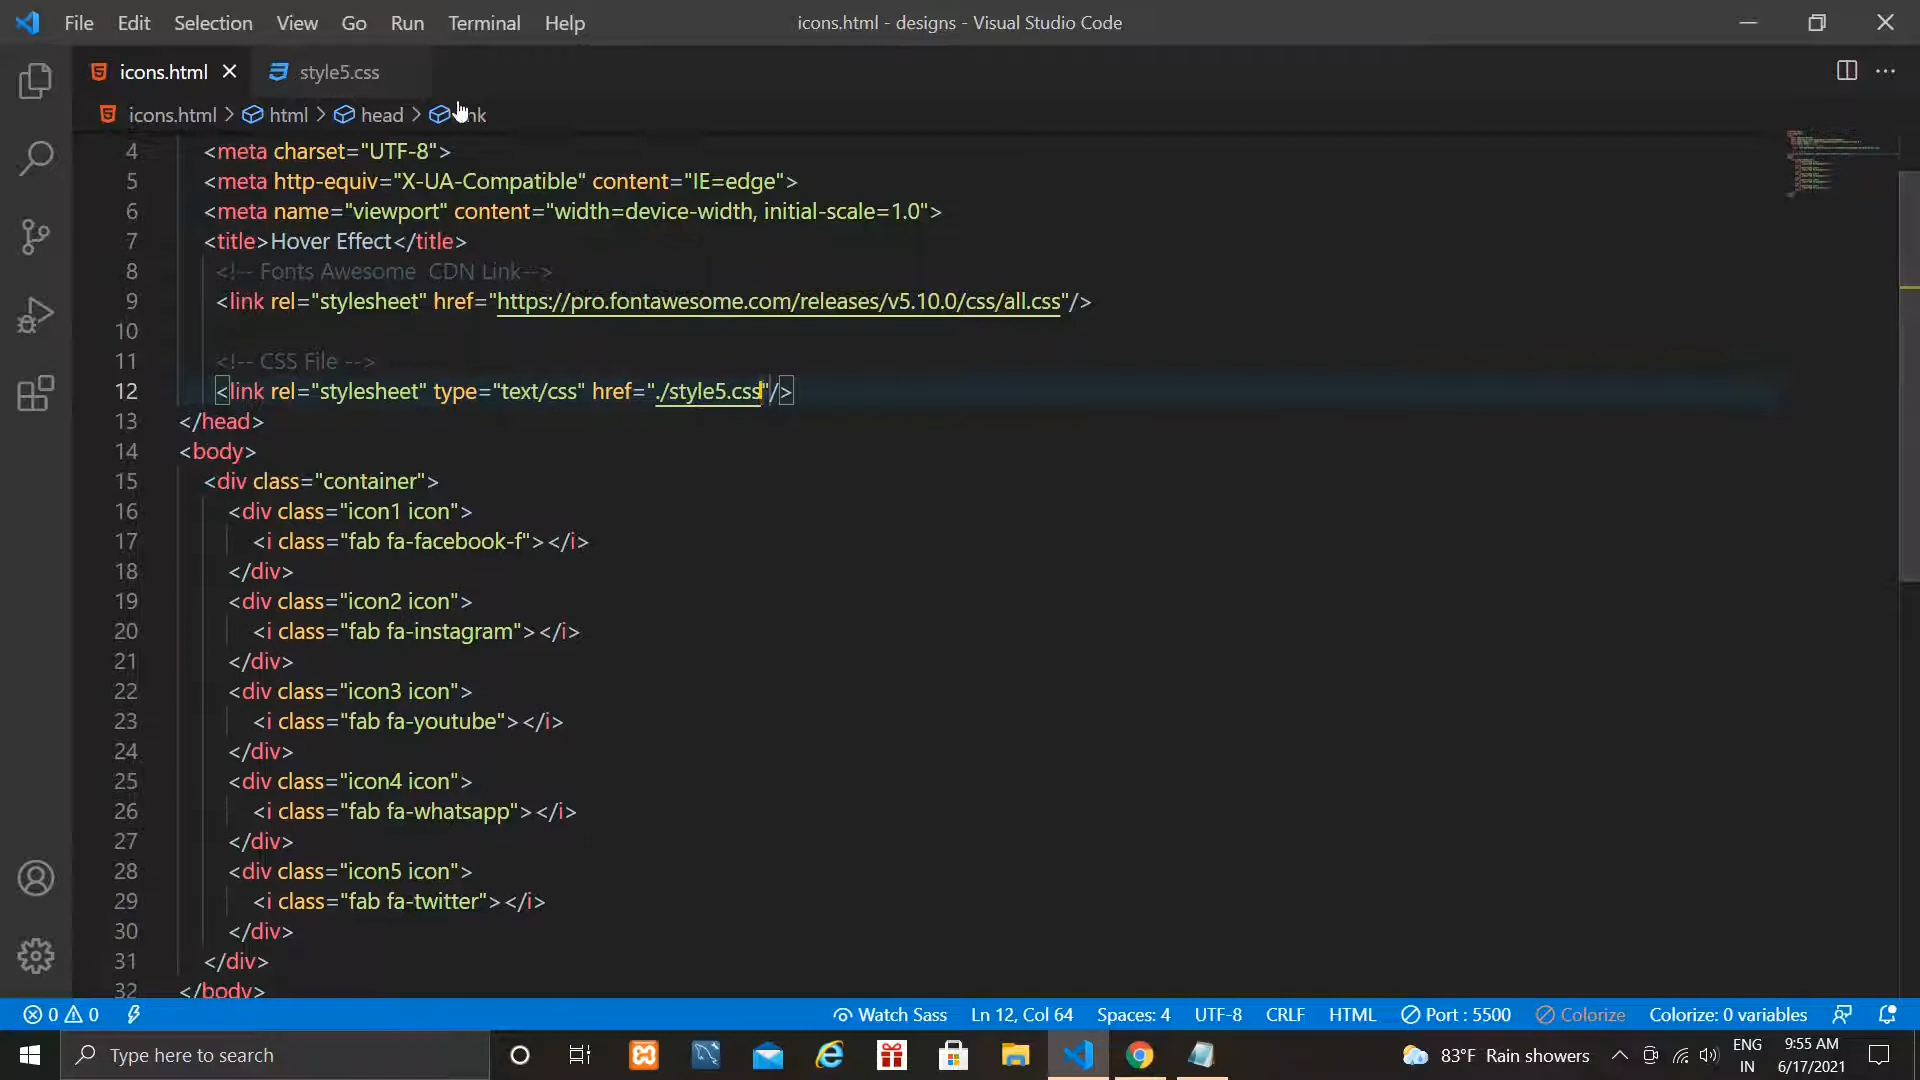 File Edit Selection View Go Run Terminal Help icons.html - designs - Visual Studio Code
icons.html style5.css
icons.html > html > head >
4 <meta charset="UTF-8">
5 <meta http-equiv="X-UA-Compatible" content="IE=edge">
6 <meta name="viewport" content="width=device-width, initial-scale=1.0">
7 <title>Hover Effect</title>
8 <!-- Fonts Awesome  CDN Link-->
9 <link rel="stylesheet" href="https://pro.fontawesome.com/releases/v5.10.0/css/all.css"/>
10
11 <!-- CSS File -->
12 <link rel="stylesheet" type="text/css" href="./style5.css"/>
13 </head>
14 <body>
15 <div class="container">
16 <div class="icon1 icon">
17 <i class="fab fa-facebook-f"></i>
18 </div>
19 <div class="icon2 icon">
20 <i class="fab fa-instagram"></i>
21 </div>
22 <div class="icon3 icon">
23 <i class="fab fa-youtube"></i>
24 </div>
25 <div class="icon4 icon">
26 <i class="fab fa-whatsapp"></i>
27 </div>
28 <div class="icon5 icon">
29 <i class="fab fa-twitter"></i>
30 </div>
31 </div>
32 </body>
0 0 Watch Sass Ln 12, Col 64 Spaces: 4 UTF-8 CRLF HTML Port : 5500 Colorize Colorize: 0 variables
Type here to search 83°F Rain showers ENG 9:55 AM
IN 6/17/2021